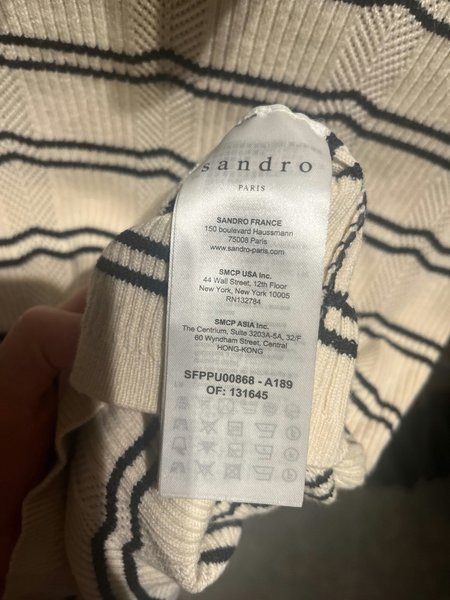 sandro
PARIS
SANDRO FRANCE
150 boulevard Haussmann
75008 Paris
www.sandro-paris.com
SMCP USA Inc.
44 Wall Street, 12th Floor
New York, New York 10005
RN132784
SMCP ASIA Inc.
The Centrium, Suite 3203A-5A, 32/F
60 Wyndham Street, Central
HONG-KONG
SFPPU00868 - A189
OF: 131645